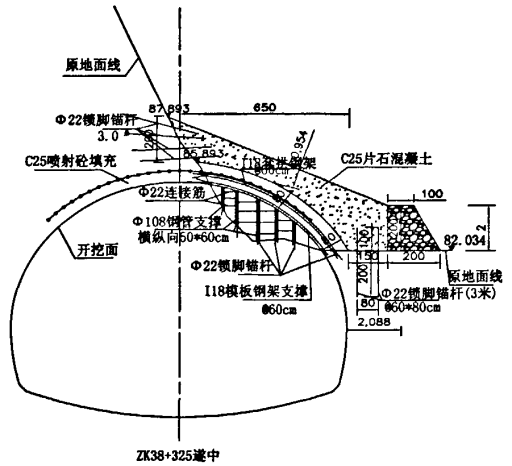 原地面线
87.893
650
Φ22锁脚锚杆
3.0
200
85.893
I18套拱钢架
@60cm
C25片石混凝土
C25喷射砼填充
100
Φ22连接筋
Φ108钢管支撑
横纵向50*60cm
开挖面
82.034
2
Φ22锁脚锚杆
150
200
原地面线
I18模板钢架支撑
@60cm
100
200
80
Φ22锁脚锚杆(3米)
@60*80cm
2,088
ZK38+325遂中